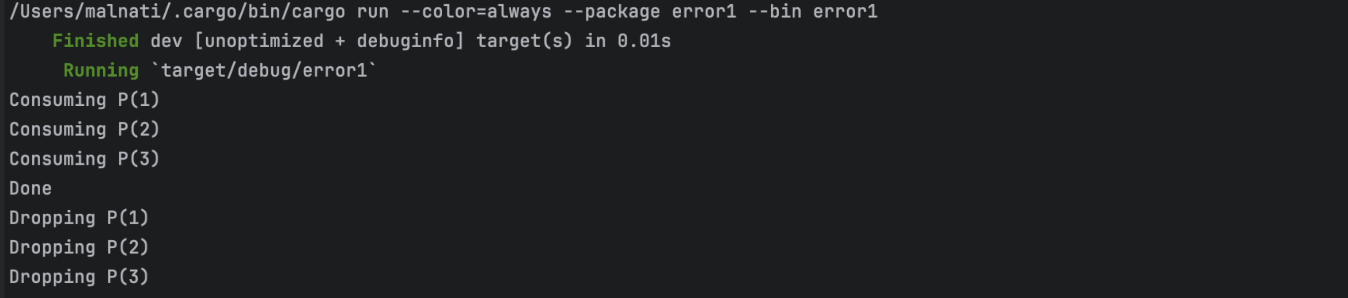 /Users/malnati/.cargo/bin/cargo run --color=always --package error1 --bin error1
Finished dev [unoptimized + debuginfo] target(s) in 0.01s
Running `target/debug/error1`
Consuming P(1)
Consuming P(2)
Consuming P(3)
Done
Dropping P(1)
Dropping P(2)
Dropping P(3)